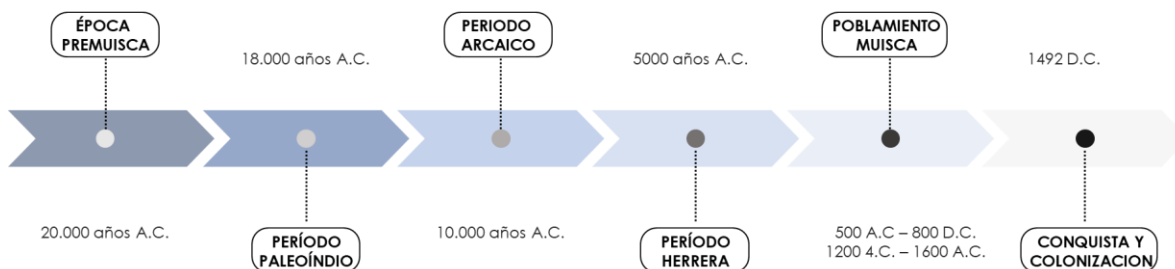 ÉPOCA
PREMUISCA
20.000 años A.C.
18.000 años A.C.
PERÍODO
PALEOÍNDIO
PERIODO
ARCAICO
10.000 años A.C.
5000 años A.C.
PERÍODO
HERRERA
POBLAMIENTO
MUISCA
500 A.C – 800 D.C.
1200 4.C. – 1600 A.C.
1492 D.C.
CONQUISTA Y
COLONIZACION